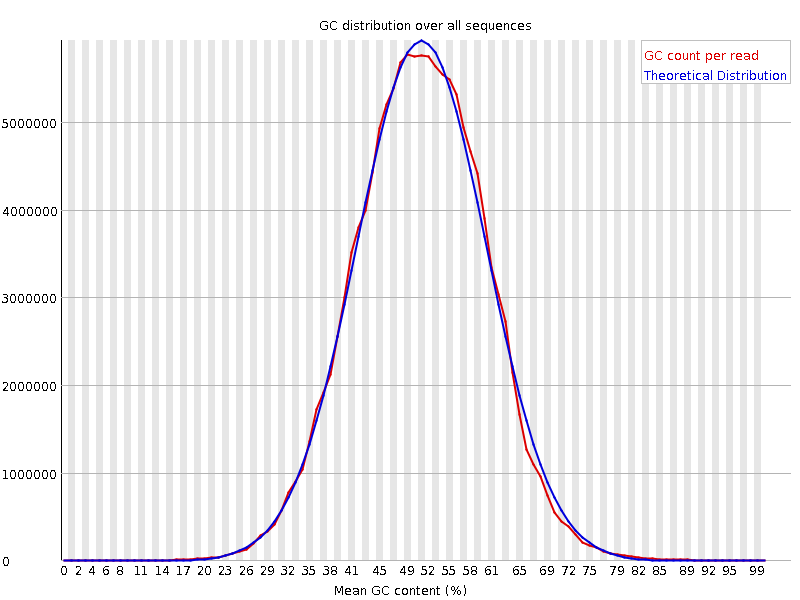 GC distribution over all sequences
GC count per read
Theoretical Distribution
5000000
4000000
3000000
2000000
1000000
0
0 2 4 6 8 11 14 17 20 23 26 29 32 35 38 41 45 49 52 55 58 61 65 69 72 75 79 82 85 89 92 95 99
Mean GC content (%)